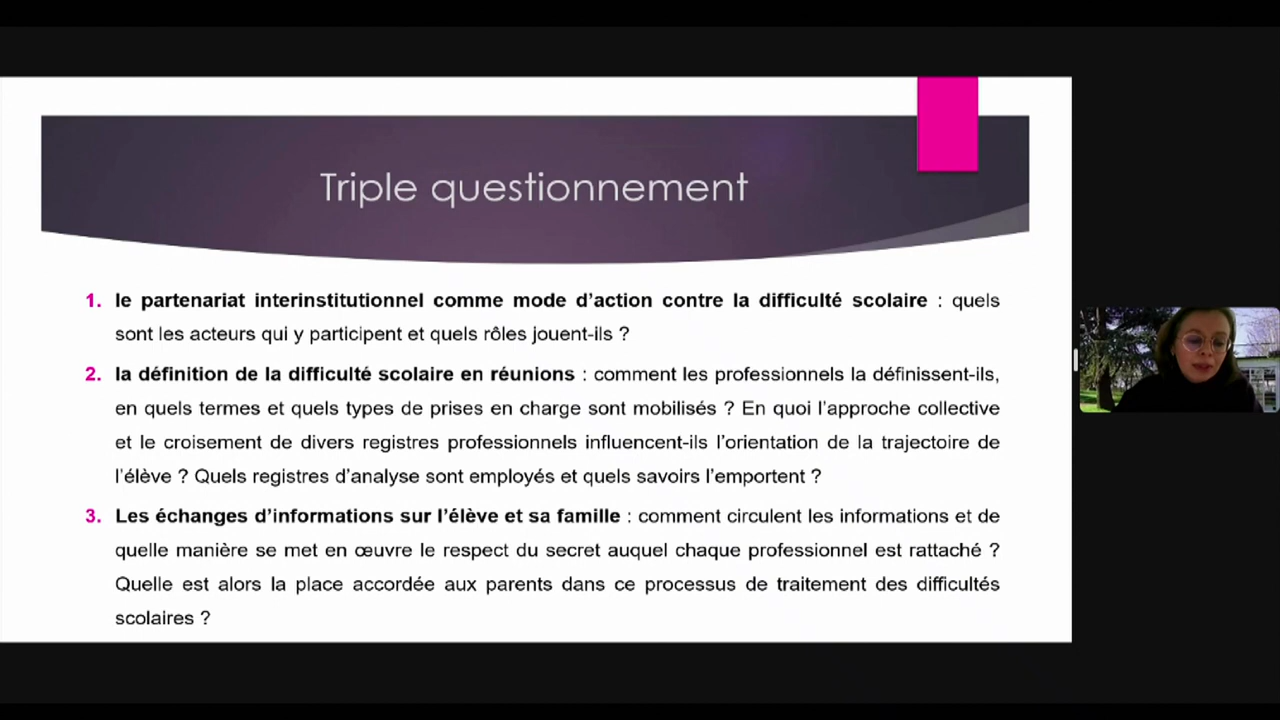 Triple questionnement
1. le partenariat interinstitutionnel comme mode d’action contre la difficulté scolaire : quels
sont les acteurs qui y participent et quels rôles jouent-ils ?
2. la définition de la difficulté scolaire en réunions : comment les professionnels la définissent-ils,
en quels termes et quels types de prises en charge sont mobilisés ? En quoi l’approche collective
et le croisement de divers registres professionnels influencent-ils l’orientation de la trajectoire de
l’élève ? Quels registres d’analyse sont employés et quels savoirs l’emportent ?
3. Les échanges d’informations sur l’élève et sa famille : comment circulent les informations et de
quelle manière se met en œuvre le respect du secret auquel chaque professionnel est rattaché ?
Quelle est alors la place accordée aux parents dans ce processus de traitement des difficultés
scolaires ?